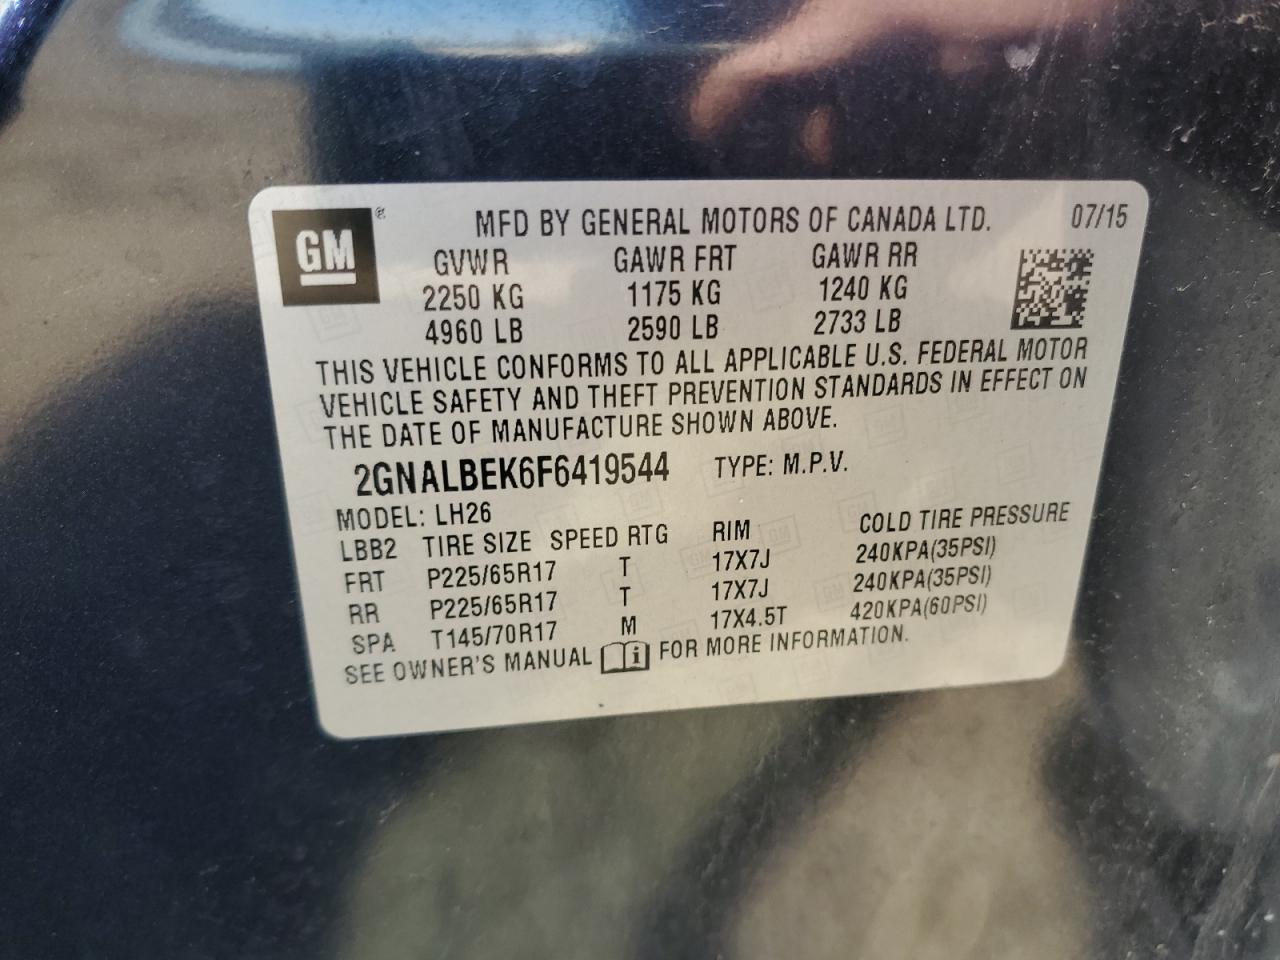 GM ® MFD BY GENERAL MOTORS OF CANADA LTD. 07/15
GVWR GAWR FRT GAWR RR
2250 KG 1175 KG 1240 KG
4960 LB 2590 LB 2733 LB
THIS VEHICLE CONFORMS TO ALL APPLICABLE U.S. FEDERAL MOTOR
VEHICLE SAFETY AND THEFT PREVENTION STANDARDS IN EFFECT ON
THE DATE OF MANUFACTURE SHOWN ABOVE.
2GNALBEK6F6419544 TYPE: M.P.V.
MODEL: LH26
LBB2 TIRE SIZE SPEED RTG RIM COLD TIRE PRESSURE
FRT P225/65R17 T 17X7J 240KPA(35PSI)
RR P225/65R17 T 17X7J 240KPA(35PSI)
SPA T145/70R17 M 17X4.5T 420KPA(60PSI)
SEE OWNER'S MANUAL i FOR MORE INFORMATION.